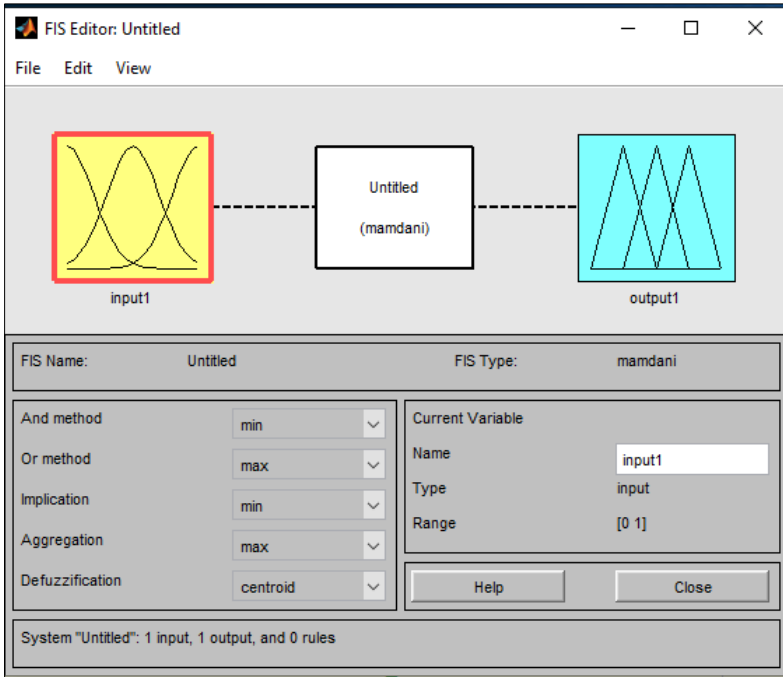 FIS Editor: Untitled
File Edit View
Untitled
(mamdani)
input1
output1
FIS Name: Untitled FIS Type: mamdani
And method min
Or method max
Implication min
Aggregation max
Defuzzification centroid
Current Variable
Name input1
Type input
Range [0 1]
Help Close
System "Untitled": 1 input, 1 output, and 0 rules